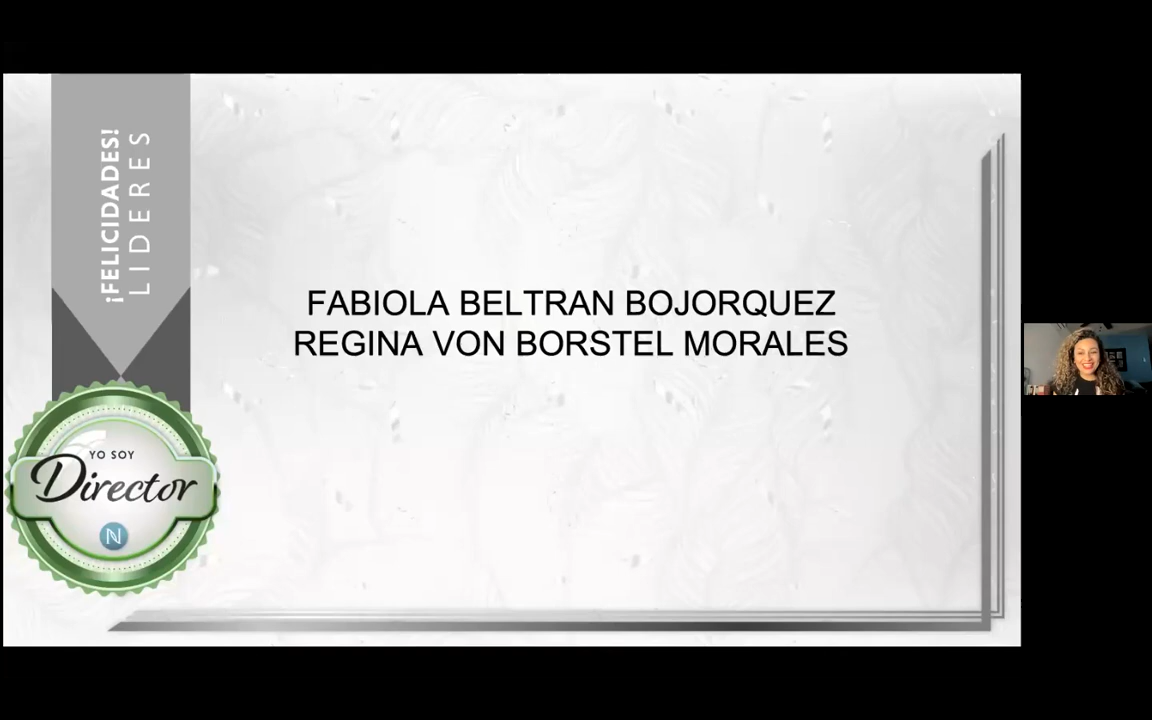 ¡FELICIDADES!
LIDERES
FABIOLA BELTRAN BOJORQUEZ
REGINA VON BORSTEL MORALES
YO SOY
Director
N